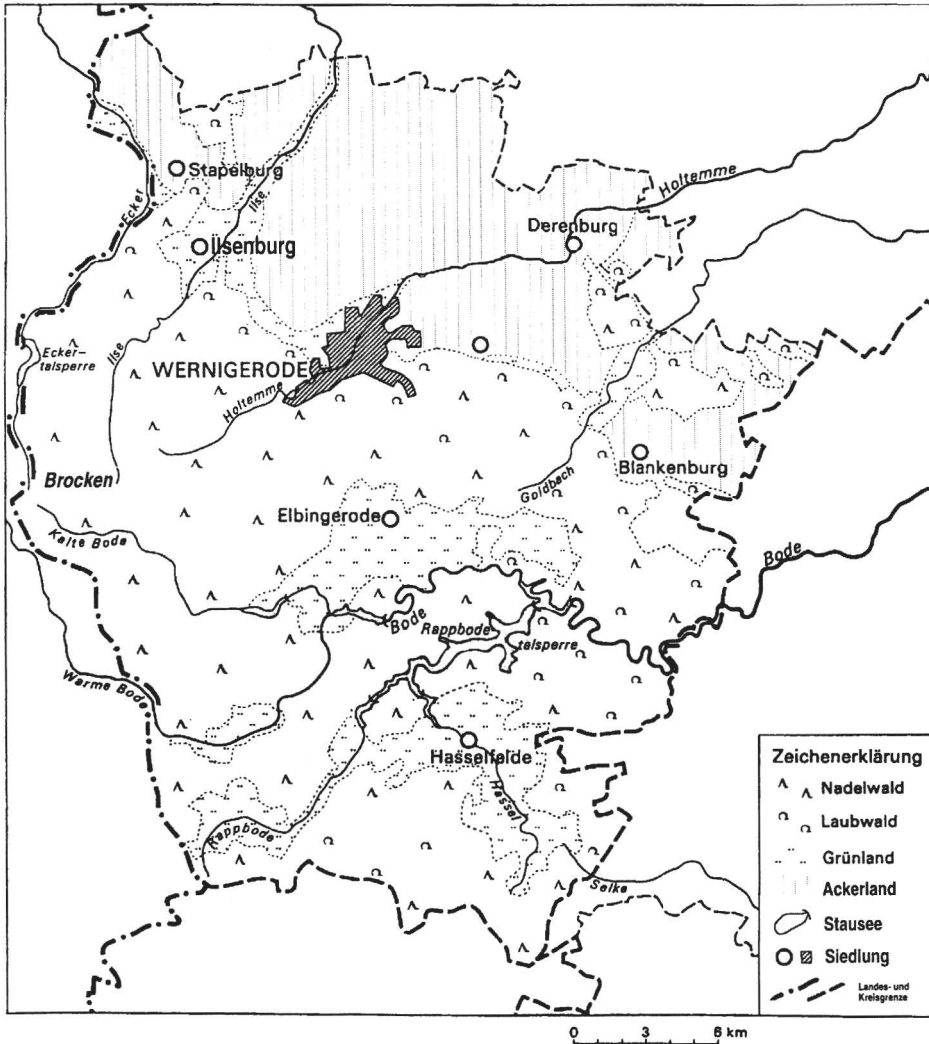 Stapelburg
Ilse
Holtemme
Ecker
Ilsenburg
Derenburg
Ecker-
talsperre
Ilse
WERNIGERODE
Holtemme
Blankenburg
Brocken
Goldbach
Elbingerode
Kalte Bode
Bode
Bode
Rappbode
talsperre
Warme Bode
Hasselfelde
Hassel
Rappbode
Selke
Zeichenerklärung
Nadelwald
Laubwald
Grünland
Ackerland
Stausee
Siedlung
Landes- und
Kreisgrenze
0 3 6 km